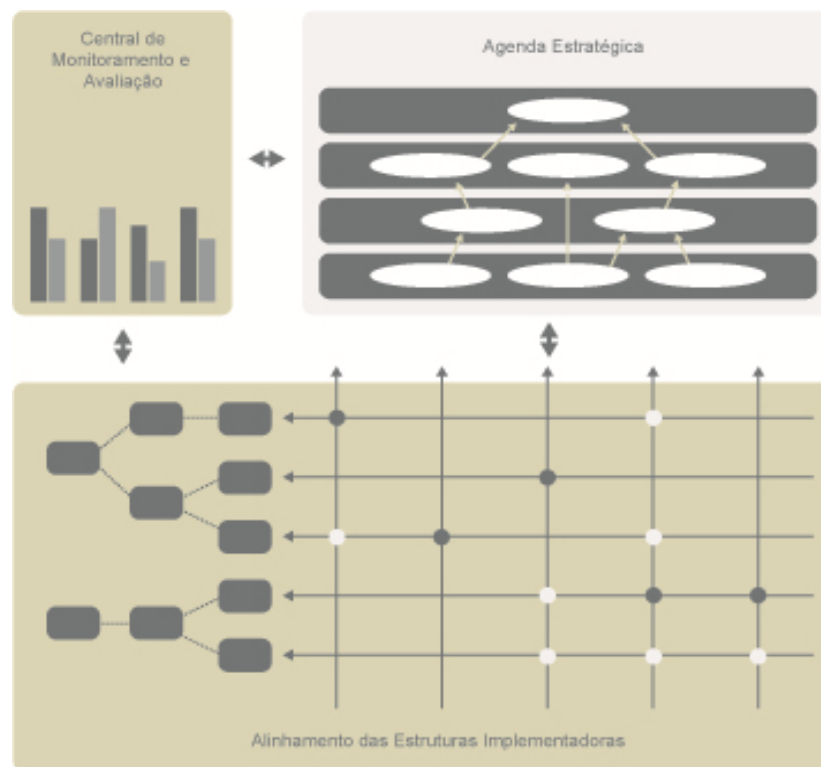 Central de
Monitoramento e
Avaliação
Agenda Estratégica
Alinhamento das Estruturas Implementadoras